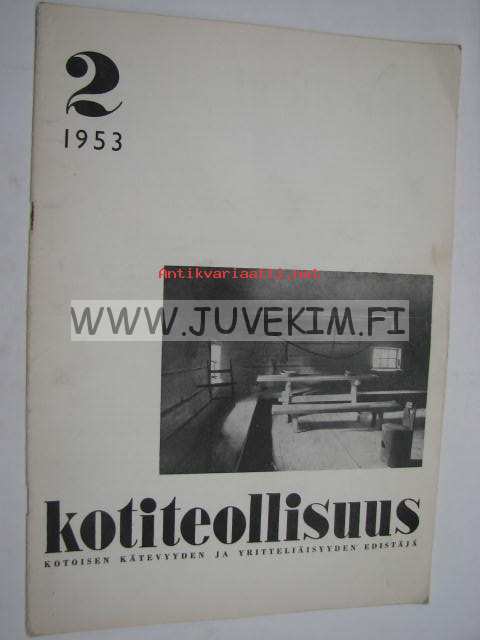 2
1953
Antikvariaatti.net
WWW.JUVEKIM.FI
kotiteollisuus
KOTOISEN KÄTEVYYDEN JA YRITTELIÄISYYDEN EDISTÄJÄ